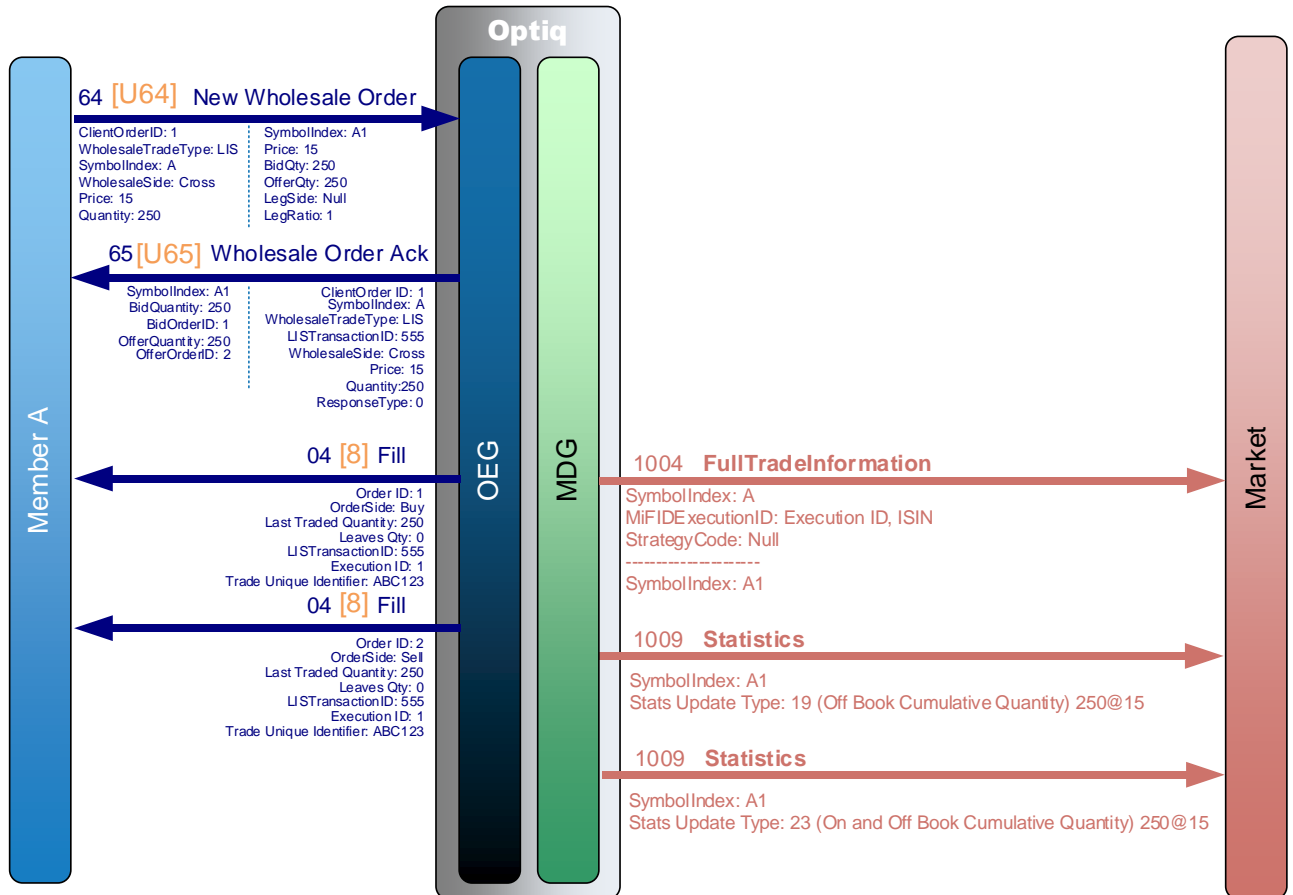 Optiq
64 [U64] New Wholesale Order
ClientOrderID: 1
WholesaleTradeType: LIS
SymbolIndex: A
WholesaleSide: Cross
Price: 15
Quantity: 250
SymbolIndex: A1
Price: 15
BidQty: 250
OfferQty: 250
LegSide: Null
LegRatio: 1
65 [U65] Wholesale Order Ack
SymbolIndex: A1
BidQuantity: 250
BidOrderID: 1
OfferQuantity: 250
OfferOrderID: 2
ClientOrder ID: 1
SymbolIndex: A
WholesaleTradeType: LIS
LISTransactionID: 555
WholesaleSide: Cross
Price: 15
Quantity:250
ResponseType: 0
Member A
04 [8] Fill
Order ID: 1
OrderSide: Buy
Last Traded Quantity: 250
Leaves Qty: 0
LISTransactionID: 555
Execution ID: 1
Trade Unique Identifier: ABC123
04 [8] Fill
Order ID: 2
OrderSide: Sell
Last Traded Quantity: 250
Leaves Qty: 0
LISTransactionID: 555
Execution ID: 1
Trade Unique Identifier: ABC123
OEG
MDG
1004 FullTradeInformation
SymbolIndex: A
MiFIDExecutionID: Execution ID, ISIN
StrategyCode: Null
----------------------
SymbolIndex: A1
1009 Statistics
SymbolIndex: A1
Stats Update Type: 19 (Off Book Cumulative Quantity) 250@15
1009 Statistics
SymbolIndex: A1
Stats Update Type: 23 (On and Off Book Cumulative Quantity) 250@15
Market